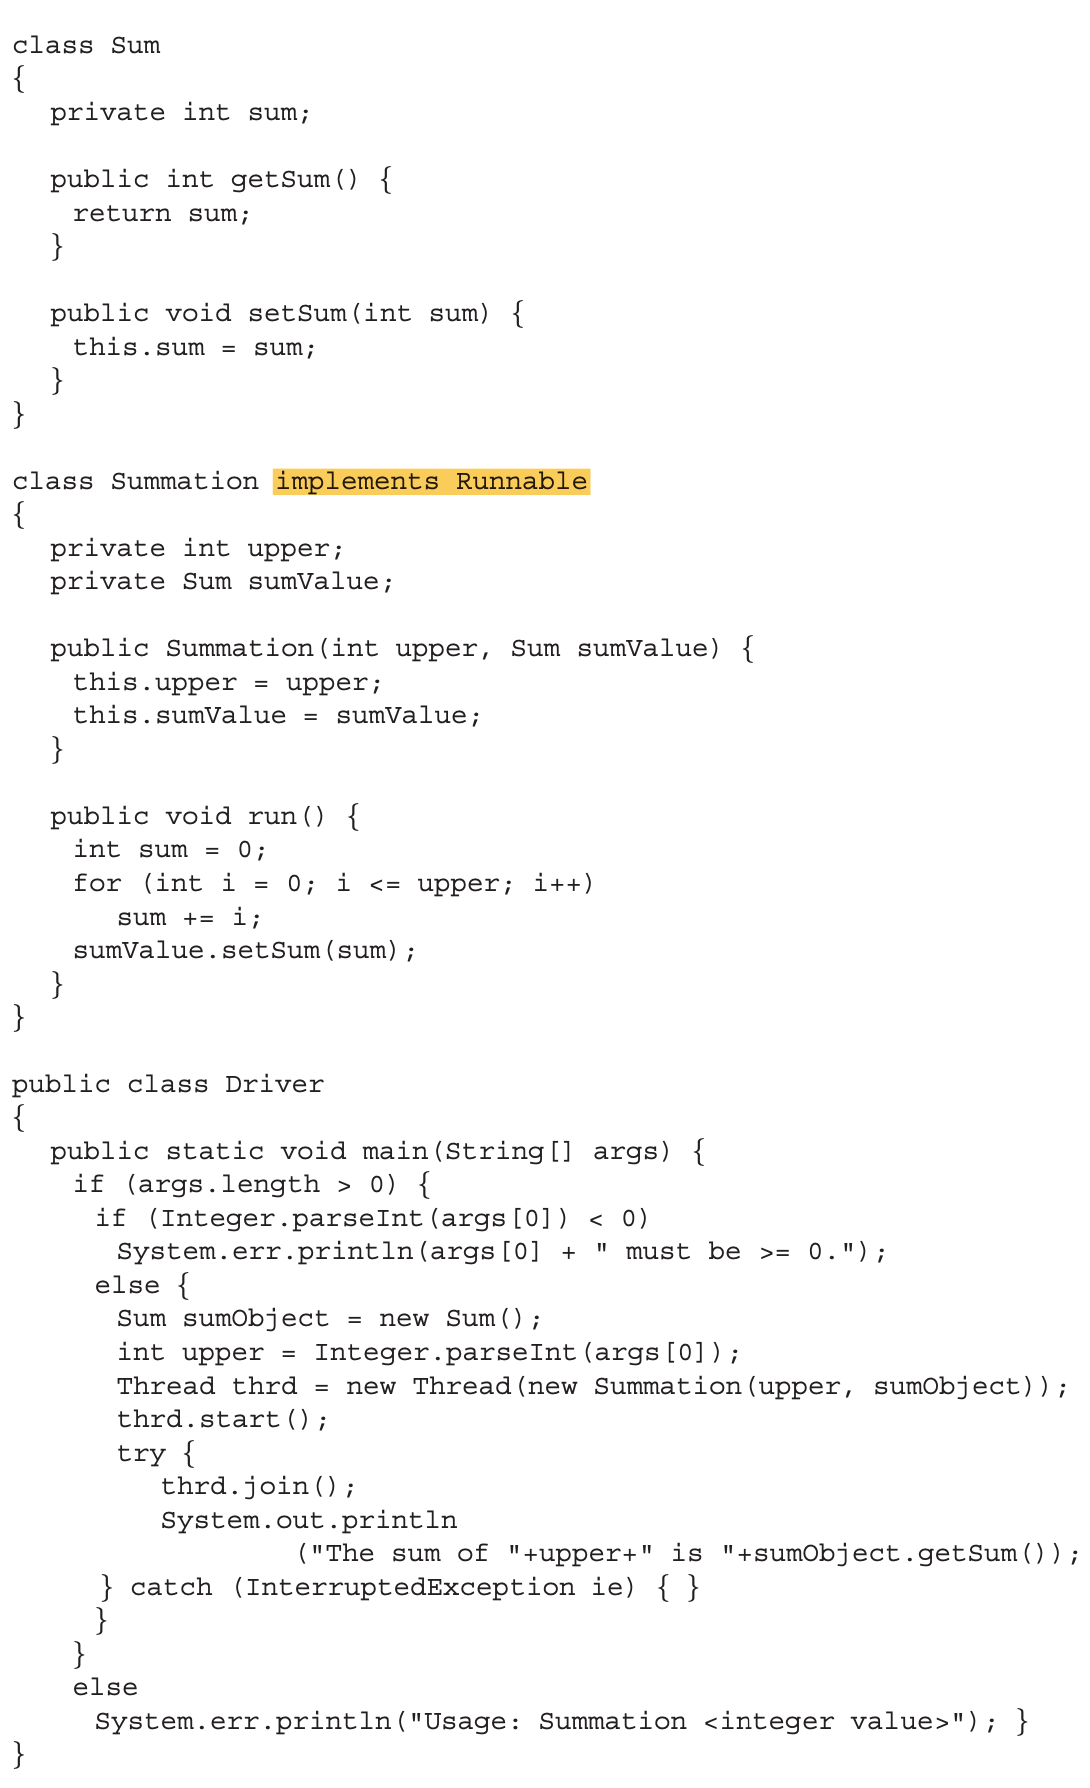 class Sum
{
private int sum;
public int getSum() {
return sum;
}
public void setSum(int sum) {
this.sum = sum;
}
}
class Summation implements Runnable
{
private int upper;
private Sum sumValue;
public Summation(int upper, Sum sumValue) {
this.upper = upper;
this.sumValue = sumValue;
}
public void run() {
int sum = 0;
for (int i = 0; i <= upper; i++)
sum += i;
sumValue.setSum(sum);
}
}
public class Driver
{
public static void main(String[] args) {
if (args.length > 0) {
if (Integer.parseInt(args[0]) < 0)
System.err.println(args[0] + " must be >= 0.");
else {
Sum sumObject = new Sum();
int upper = Integer.parseInt(args[0]);
Thread thrd = new Thread(new Summation(upper, sumObject));
thrd.start();
try {
thrd.join();
System.out.println
("The sum of "+upper+" is "+sumObject.getSum());
} catch (InterruptedException ie) { }
}
}
else
System.err.println("Usage: Summation <integer value>"); }
}